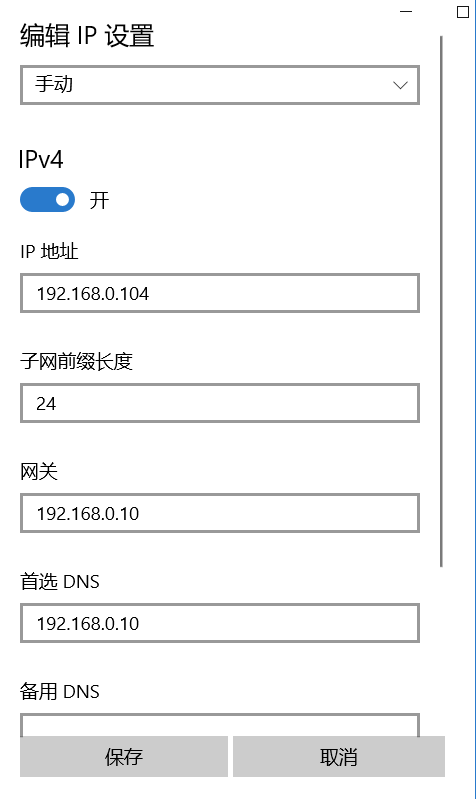 编辑 IP 设置
手动
IPv4
开
IP 地址
192.168.0.104
子网前缀长度
24
网关
192.168.0.10
首选 DNS
192.168.0.10
备用 DNS
保存 取消